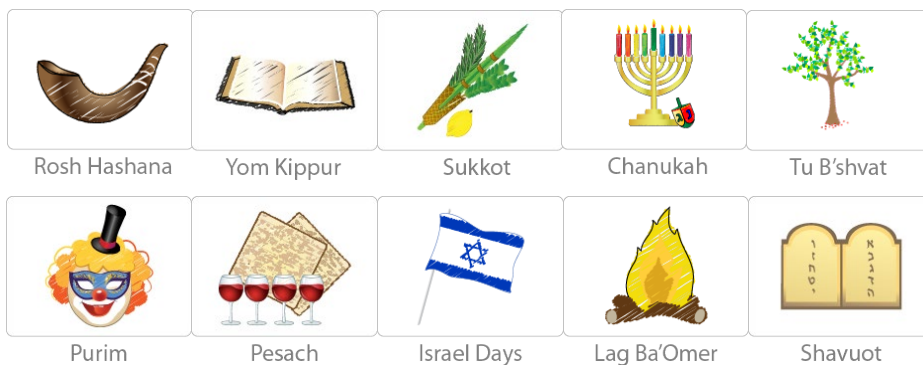 Rosh Hashana
Yom Kippur
Sukkot
Chanukah
Tu B'shvat
א ב ג ד ה
ו ז ח ט י
Purim
Pesach
Israel Days
Lag Ba’Omer
Shavuot